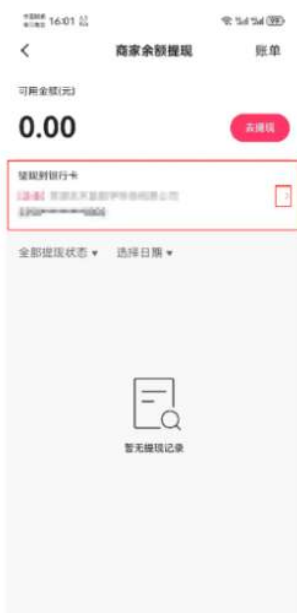 16:01
商家余额提现
账单
可用金额(元)
0.00
去提现
提现到银行卡
全部提现状态 ▾ 选择日期 ▾
暂无提现记录